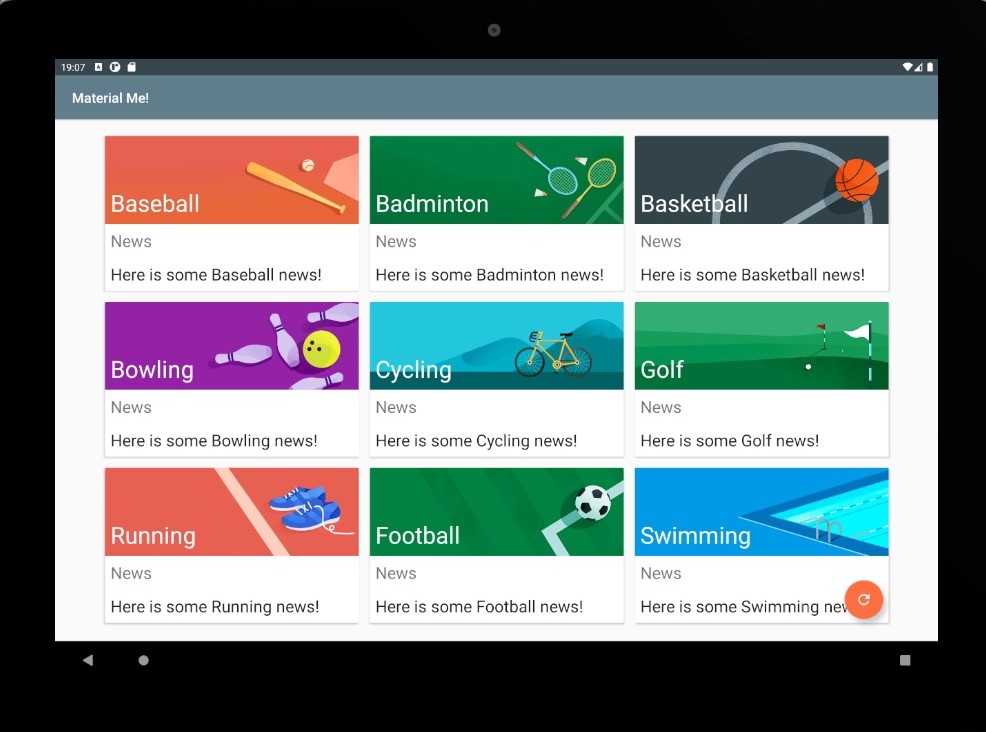 19:07
Material Me!
Baseball
News
Here is some Baseball news!
Badminton
News
Here is some Badminton news!
Basketball
News
Here is some Basketball news!
Bowling
News
Here is some Bowling news!
Cycling
News
Here is some Cycling news!
Golf
News
Here is some Golf news!
Running
News
Here is some Running news!
Football
News
Here is some Football news!
Swimming
News
Here is some Swimming